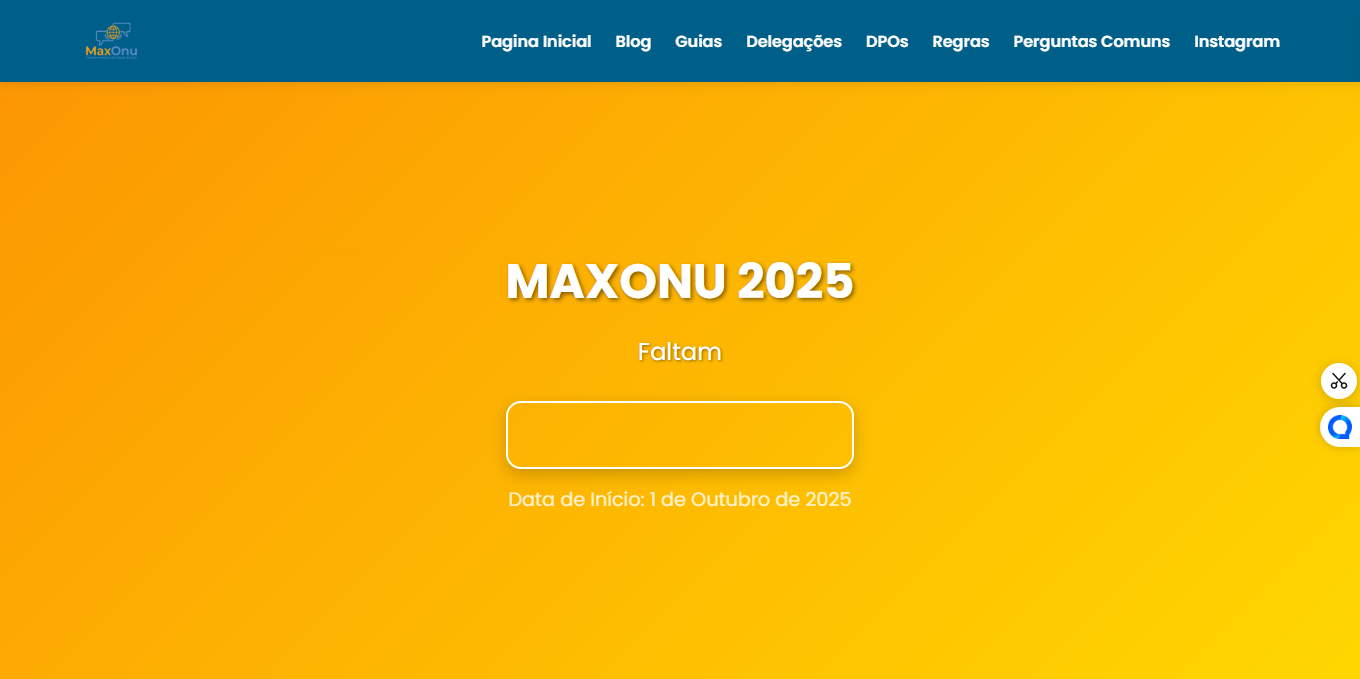 MaxOnu
Pagina Inicial Blog Guias Delegações DPOs Regras Perguntas Comuns Instagram
MAXONU 2025
Faltam
Data de Início: 1 de Outubro de 2025